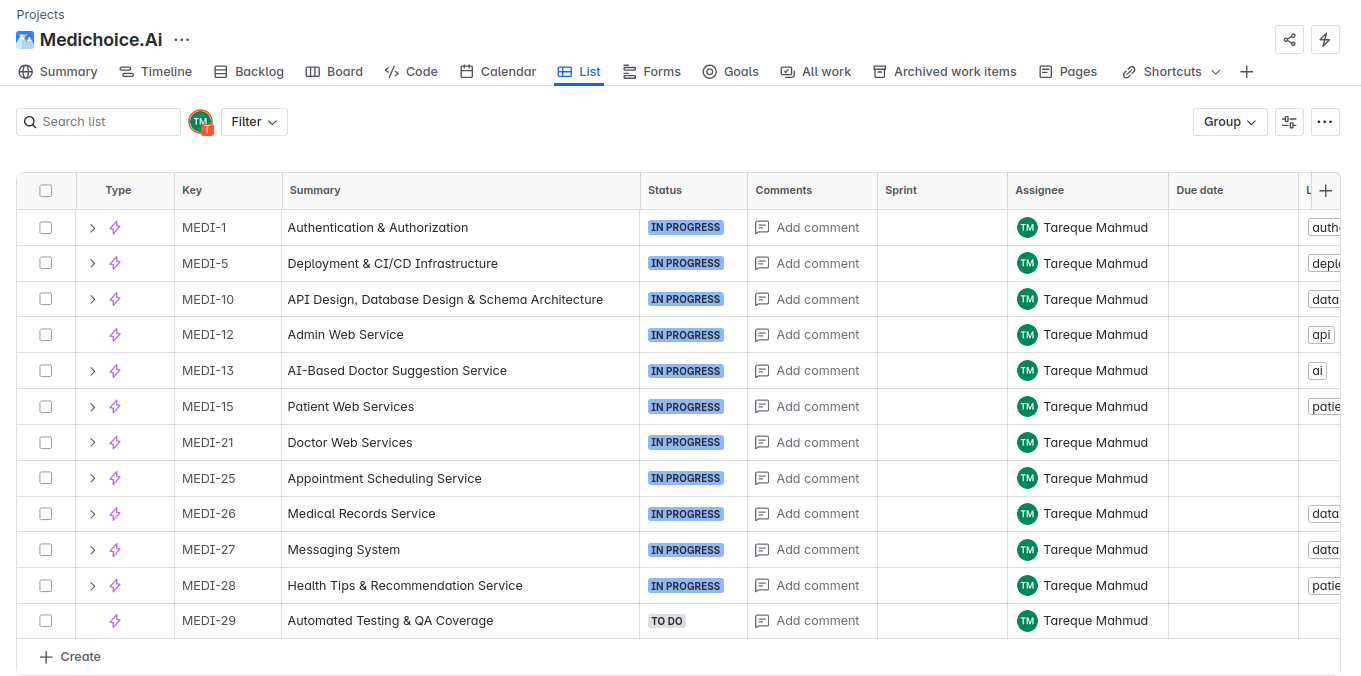 Projects
Medichoice.Ai
Summary Timeline Backlog Board Code Calendar List Forms Goals All work Archived work items Pages Shortcuts
Search list TM T Filter Group
Type Key Summary Status Comments Sprint Assignee Due date
MEDI-1 Authentication & Authorization IN PROGRESS Add comment TM Tareque Mahmud auth
MEDI-5 Deployment & CI/CD Infrastructure IN PROGRESS Add comment TM Tareque Mahmud depl
MEDI-10 API Design, Database Design & Schema Architecture IN PROGRESS Add comment TM Tareque Mahmud data
MEDI-12 Admin Web Service IN PROGRESS Add comment TM Tareque Mahmud api
MEDI-13 AI-Based Doctor Suggestion Service IN PROGRESS Add comment TM Tareque Mahmud ai
MEDI-15 Patient Web Services IN PROGRESS Add comment TM Tareque Mahmud patie
MEDI-21 Doctor Web Services IN PROGRESS Add comment TM Tareque Mahmud
MEDI-25 Appointment Scheduling Service IN PROGRESS Add comment TM Tareque Mahmud
MEDI-26 Medical Records Service IN PROGRESS Add comment TM Tareque Mahmud data
MEDI-27 Messaging System IN PROGRESS Add comment TM Tareque Mahmud data
MEDI-28 Health Tips & Recommendation Service IN PROGRESS Add comment TM Tareque Mahmud patie
MEDI-29 Automated Testing & QA Coverage TO DO Add comment TM Tareque Mahmud
Create